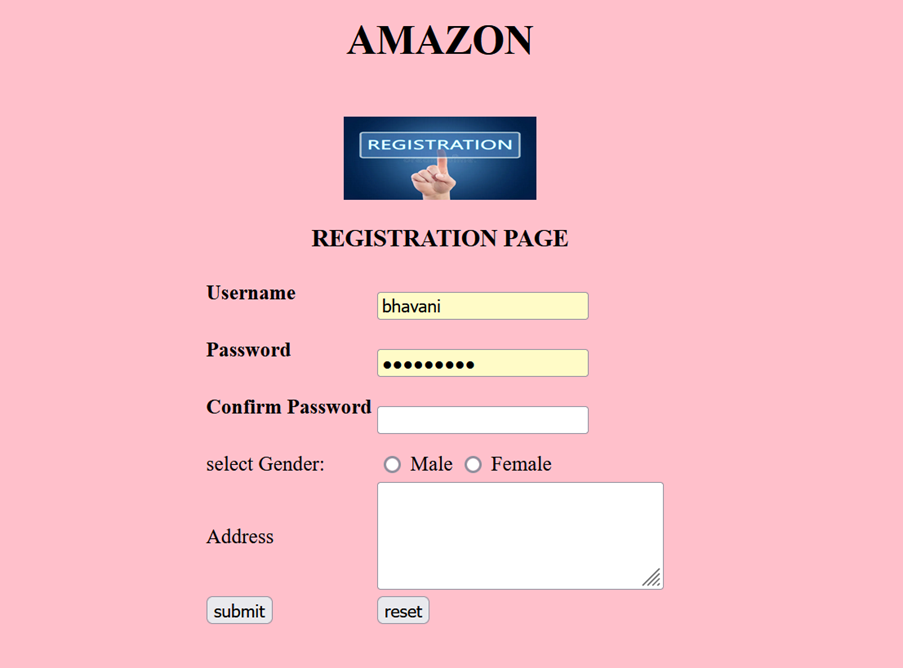 AMAZON
REGISTRATION
REGISTRATION PAGE
Username bhavani
Password •••••••••
Confirm Password
select Gender: Male Female
Address
submit reset